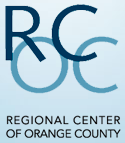 RC
OC
REGIONAL CENTER
OF ORANGE COUNTY